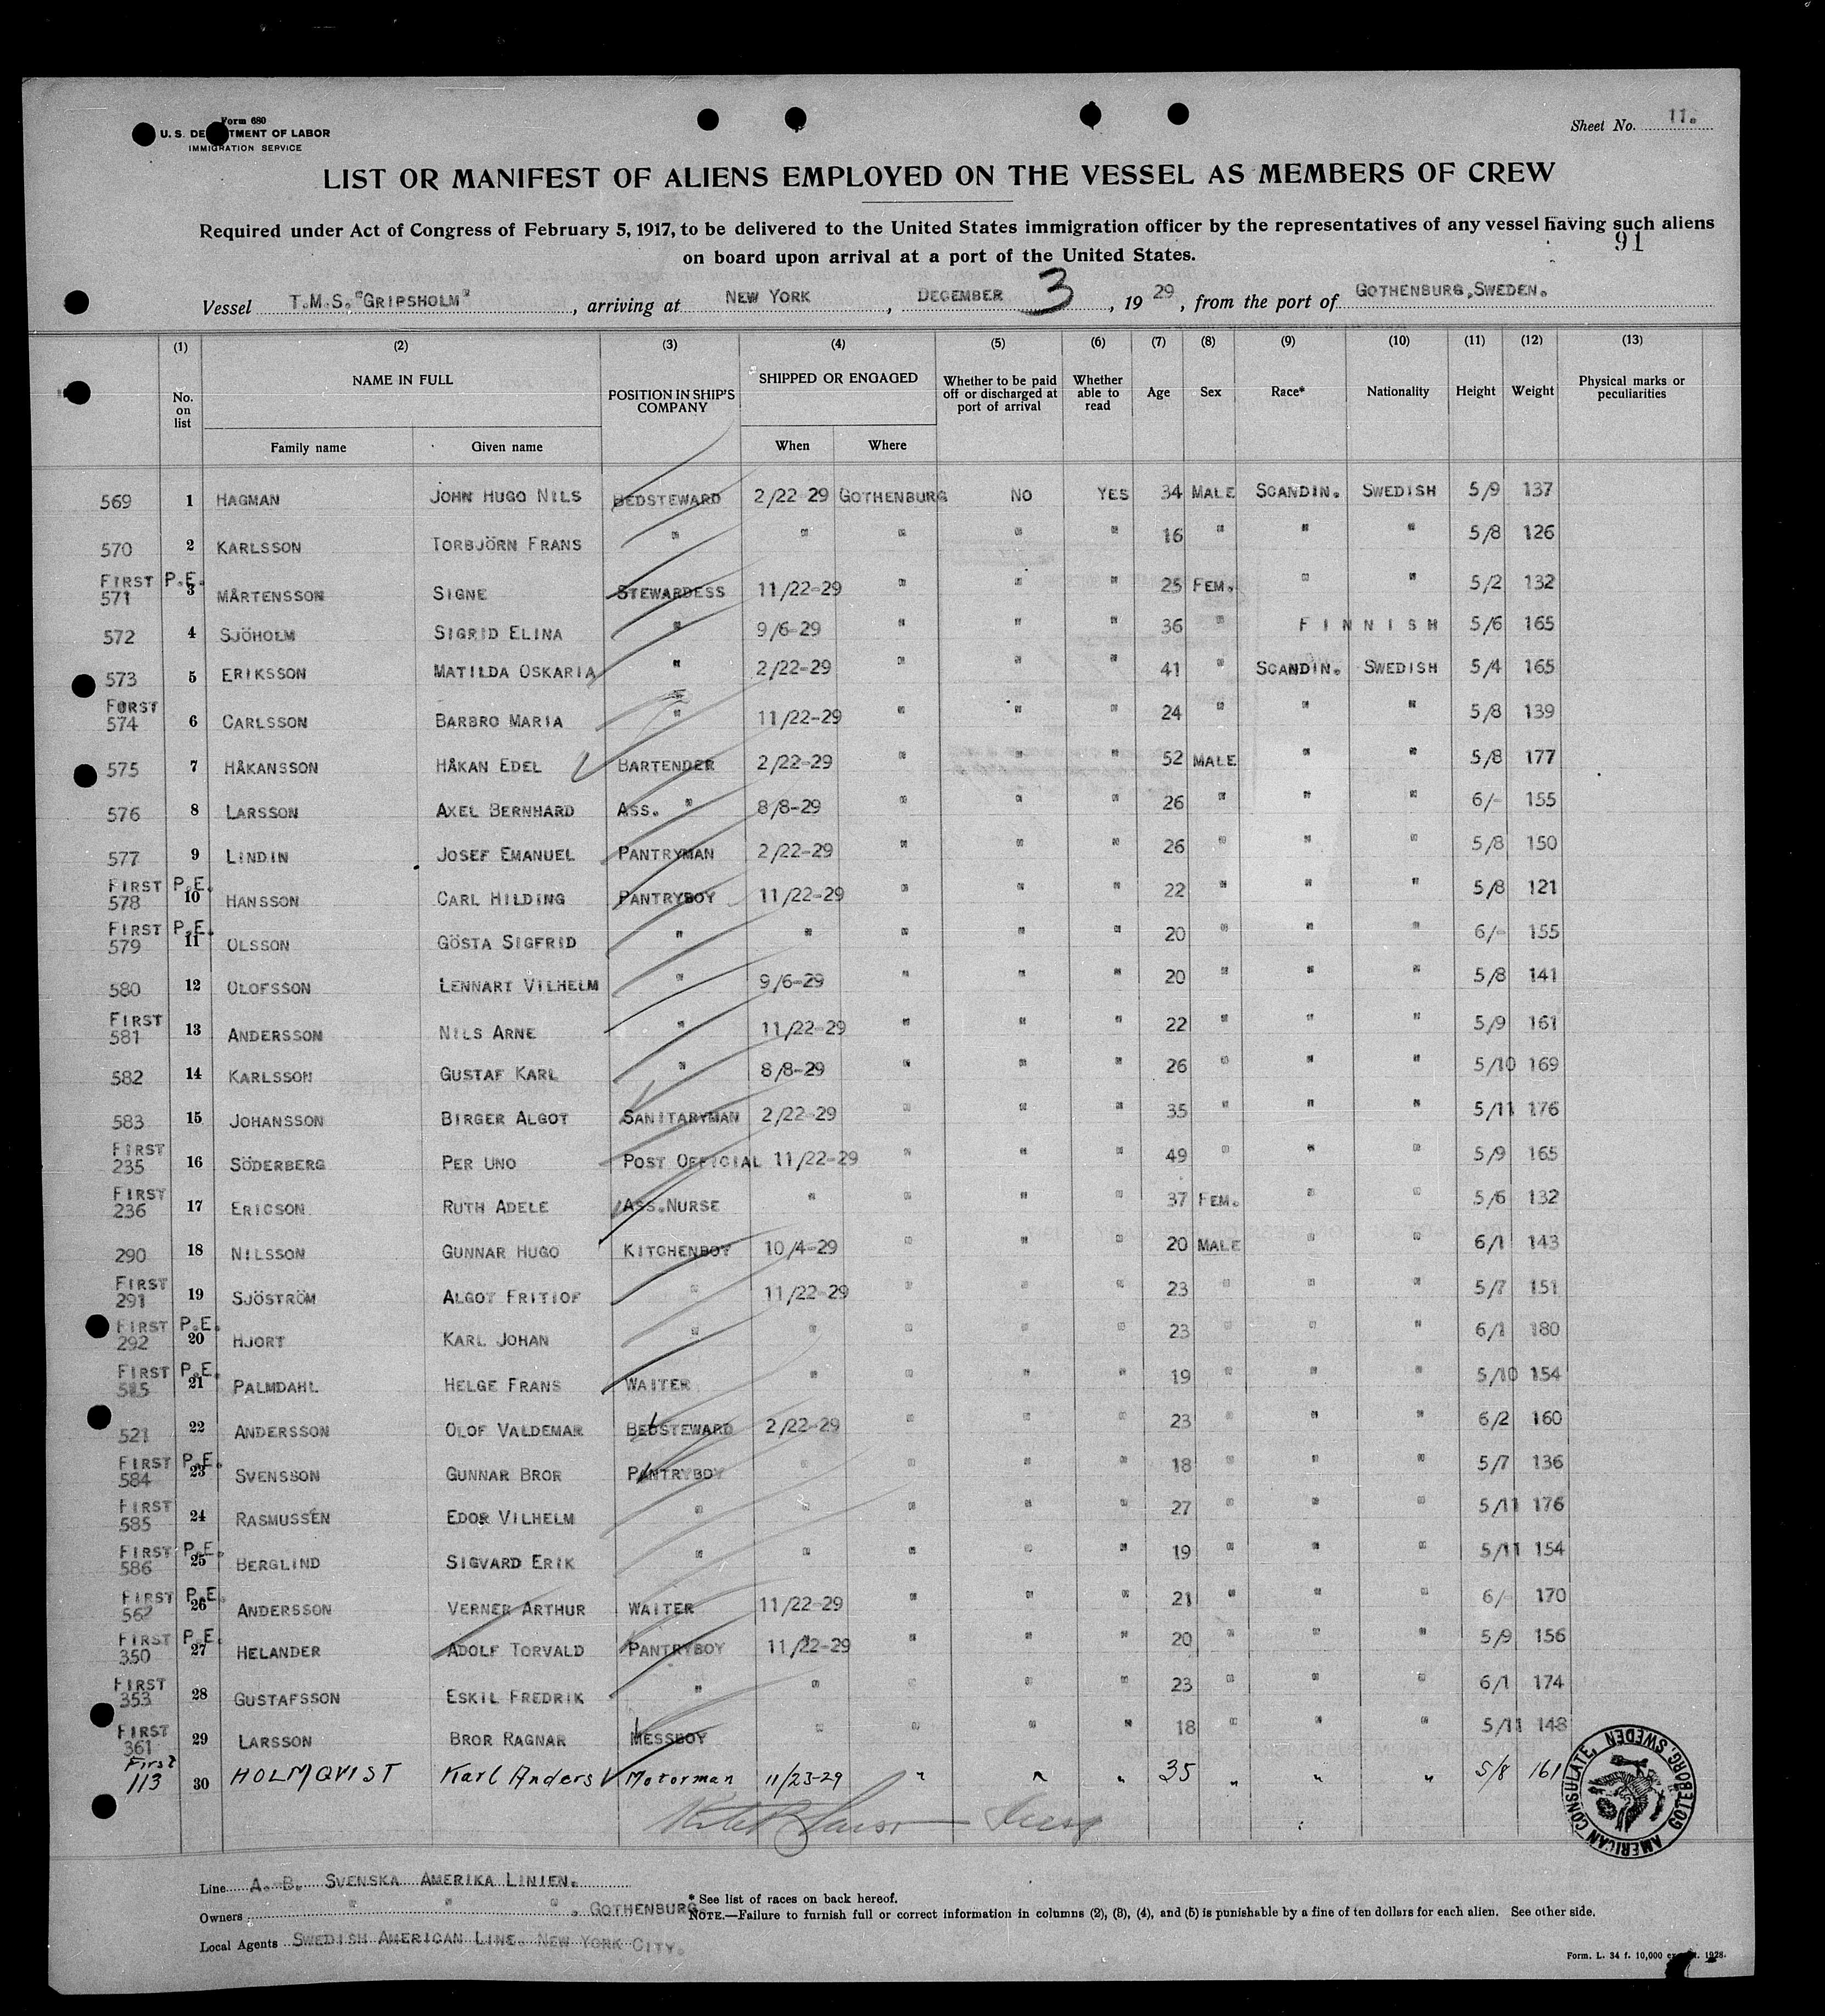 Form 680
U. S. DE TMENT OF LABOR
IMMIGRATION SERVICE
Sheet No. 11.
LIST OR MANIFEST OF ALIENS EMPLOYED ON THE VESSEL AS MEMBERS OF CREW
Required under Act of Congress of February 5, 1917, to be delivered to the United States immigration officer by the representatives of any vessel having such aliens
on board upon arrival at a port of the United States.
91
Vessel T.M.S. "GRIPSHOLM", arriving at NEW YORK, DECEMBER 3, 19 29, from the port of GOTHENBURG, SWEDEN.
(1) (2) (3) (4) (5) (6) (7) (8) (9) (10) (11) (12) (13)
No. on list NAME IN FULL POSITION IN SHIP'S COMPANY SHIPPED OR ENGAGED Whether to be paid off or discharged at port of arrival Whether able to read Age Sex Race* Nationality Height Weight Physical marks or peculiarities
Family name Given name When Where
569 1 HAGMAN JOHN HUGO NILS BEDSTEWARD 2/22 29 GOTHENBURG NO YES 34 MALE SCANDIN. SWEDISH 5/9 137
570 2 KARLSSON TORBJÖRN FRANS " " " " " 16 " " " 5/8 126
FIRST P.E.
571 3 MÅRTENSSON SIGNE STEWARDESS 11/22-29 " " " 25 FEM. " " 5/2 132
572 4 SJÖHOLM SIGRID ELINA " 9/6-29 " " " 36 " FINNISH 5/6 165
573 5 ERIKSSON MATILDA OSKARIA " 2/22-29 " " " 41 " SCANDIN. SWEDISH 5/4 165
FIRST
574 6 CARLSSON BARBRO MARIA " 11/22-29 " " " 24 " " " 5/8 139
575 7 HÅKANSSON HÅKAN EDEL BARTENDER 2/22-29 " " " 52 MALE " " 5/8 177
576 8 LARSSON AXEL BERNHARD ASS. " 8/8-29 " " " 26 " " " 6/- 155
577 9 LINDIN JOSEF EMANUEL PANTRYMAN 2/22-29 " " " 26 " " " 5/8 150
FIRST P.E.
578 10 HANSSON CARL HILDING PANTRYBOY 11/22-29 " " " 22 " " " 5/8 121
FIRST P.E.
579 11 OLSSON GÖSTA SIGFRID " " " " " 20 " " " 6/- 155
580 12 OLOFSSON LENNART VILHELM " 9/6-29 " " " 20 " " " 5/8 141
FIRST
581 13 ANDERSSON NILS ARNE " 11/22-29 " " " 22 " " " 5/9 161
582 14 KARLSSON GUSTAF KARL " 8/8-29 " " " 26 " " " 5/10 169
583 15 JOHANSSON BIRGER ALGOT SANITARYMAN 2/22-29 " " " 35 " " " 5/11 176
FIRST
235 16 SÖDERBERG PER UNO POST OFFICIAL 11/22-29 " " " 49 " " " 5/9 165
FIRST
236 17 ERICSON RUTH ADELE ASS.NURSE " " " " 37 FEM. " " 5/6 132
290 18 NILSSON GUNNAR HUGO KITCHENBOY 10/4-29 " " " 20 MALE " " 6/1 143
FIRST
291 19 SJÖSTRÖM ALGOT FRITIOF " 11/22-29 " " " 23 " " " 5/7 151
FIRST P.E.
292 20 HJORT KARL JOHAN " " " " " 23 " " " 6/1 180
FIRST P.E.
21 PALMDAHL HELGE FRANS WAITER " " " " 19 " " " 5/10 154
521 22 ANDERSSON OLOF VALDEMAR BEDSTEWARD 2/22-29 " " " 23 " " " 6/2 160
FIRST P.E.
584 23 SVENSSON GUNNAR BROR PANTRYBOY " " " " 18 " " " 5/7 136
FIRST
585 24 RASMUSSEN EDOR VILHELM " " " " " 27 " " " 5/11 176
FIRST P.E.
586 25 BERGLIND SIGVARD ERIK " " " " " 19 " " " 5/11 154
FIRST P.E.
562 26 ANDERSSON VERNER ARTHUR WAITER 11/22-29 " " " 21 " " " 6/- 170
FIRST P.E.
350 27 HELANDER ADOLF TORVALD PANTRYBOY 11/22-29 " " " 20 " " " 5/9 156
FIRST
353 28 GUSTAFSSON ESKIL FREDRIK " " " " " 23 " " " 6/1 174
FIRST
361 29 LARSSON BROR RAGNAR MESSBOY " " " " 18 " " " 5/11 148
First
113 30 HOLMQVIST Karl Anders Motorman 11/23-29 " " " 35 " " " 5/8 161
AMERICAN CONSULATE, GOTEBORG, SWEDEN
Line A. B. SVENSKA AMERIKA LINIEN.
Owners " " " , GOTHENBURG.
Local Agents SWEDISH AMERICAN LINE. NEW YORK CITY.
* See list of races on back hereof.
NOTE.—Failure to furnish full or correct information in columns (2), (3), (4), and (5) is punishable by a fine of ten dollars for each alien. See other side.
Form. L. 34 f. 10,000 1928.